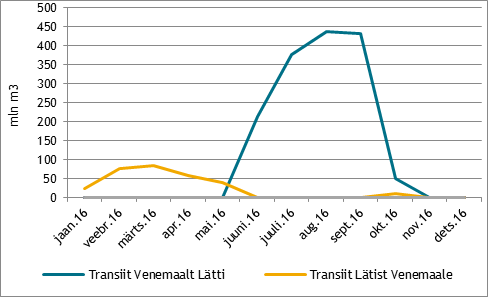 500
450
400
350
300
250
200
150
100
50
0
mln m3
jaan.16
veebr.16
märts.16
apr.16
mai.16
juuni.16
juuli.16
aug.16
sept.16
okt.16
nov.16
dets.16
Transiit Venemaalt Lätti
Transiit Lätist Venemaale